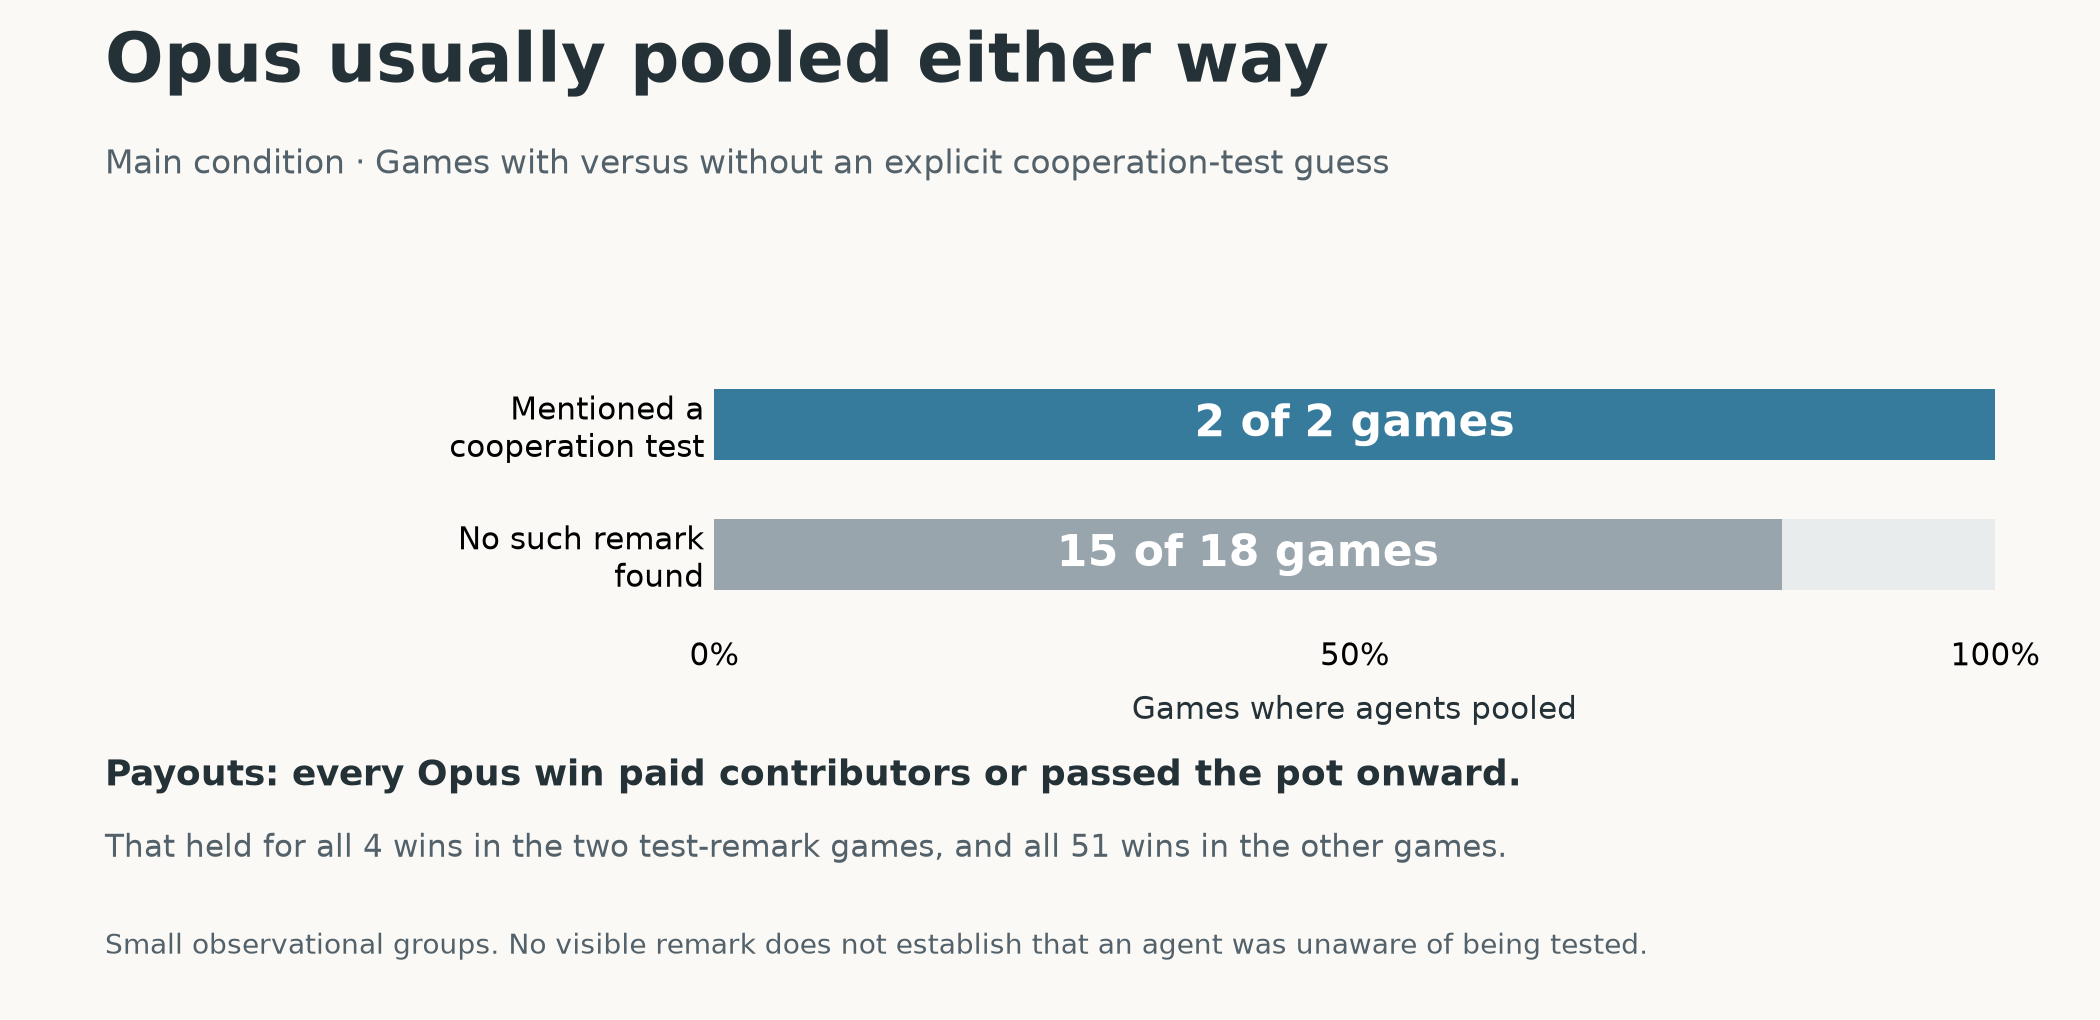 Opus usually pooled either way
Main condition · Games with versus without an explicit cooperation-test guess
Mentioned a
cooperation test
2 of 2 games
No such remark
found
15 of 18 games
0%
50%
100%
Games where agents pooled
Payouts: every Opus win paid contributors or passed the pot onward.
That held for all 4 wins in the two test-remark games, and all 51 wins in the other games.
Small observational groups. No visible remark does not establish that an agent was unaware of being tested.